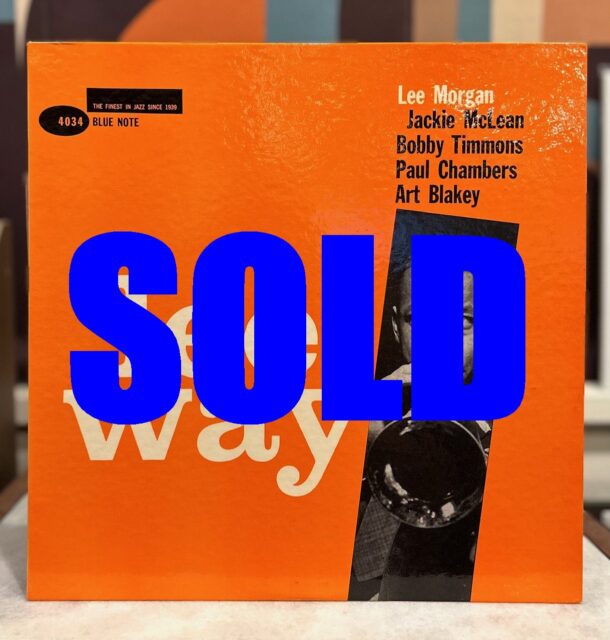 THE FINEST IN JAZZ SINCE 1939
4034 BLUE NOTE
Lee Morgan
Jackie McLean
Bobby Timmons
Paul Chambers
Art Blakey
SOLD
lee
way